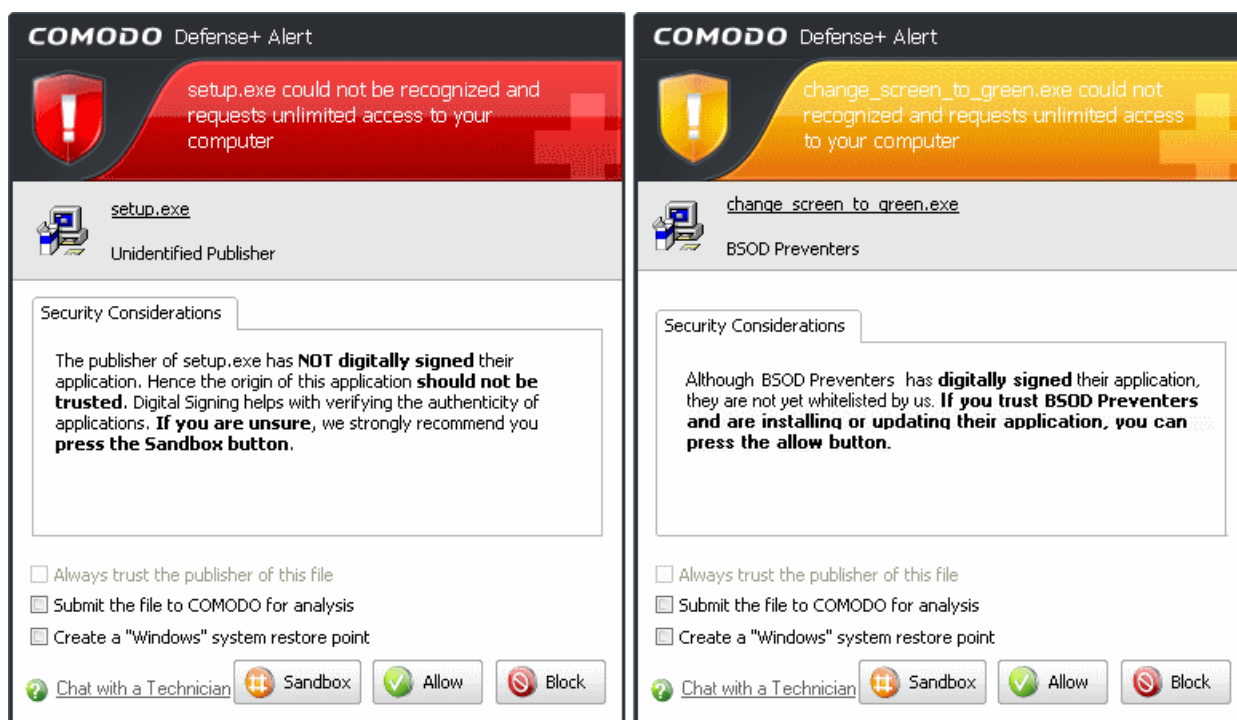 COMODO Defense+ Alert
setup.exe could not be recognized and
requests unlimited access to your
computer
setup.exe
Unidentified Publisher
Security Considerations
The publisher of setup.exe has NOT digitally signed their
application. Hence the origin of this application should not be
trusted. Digital Signing helps with verifying the authenticity of
applications. If you are unsure, we strongly recommend you
press the Sandbox button.
Always trust the publisher of this file
Submit the file to COMODO for analysis
Create a "Windows" system restore point
Chat with a Technician
Sandbox
Allow
Block
COMODO Defense+ Alert
change_screen_to_green.exe could not
recognized and requests unlimited access
to your computer
change_screen_to_green.exe
BSOD Preventers
Security Considerations
Although BSOD Preventers has digitally signed their application,
they are not yet whitelisted by us. If you trust BSOD Preventers
and are installing or updating their application, you can
press the allow button.
Always trust the publisher of this file
Submit the file to COMODO for analysis
Create a "Windows" system restore point
Chat with a Technician
Sandbox
Allow
Block